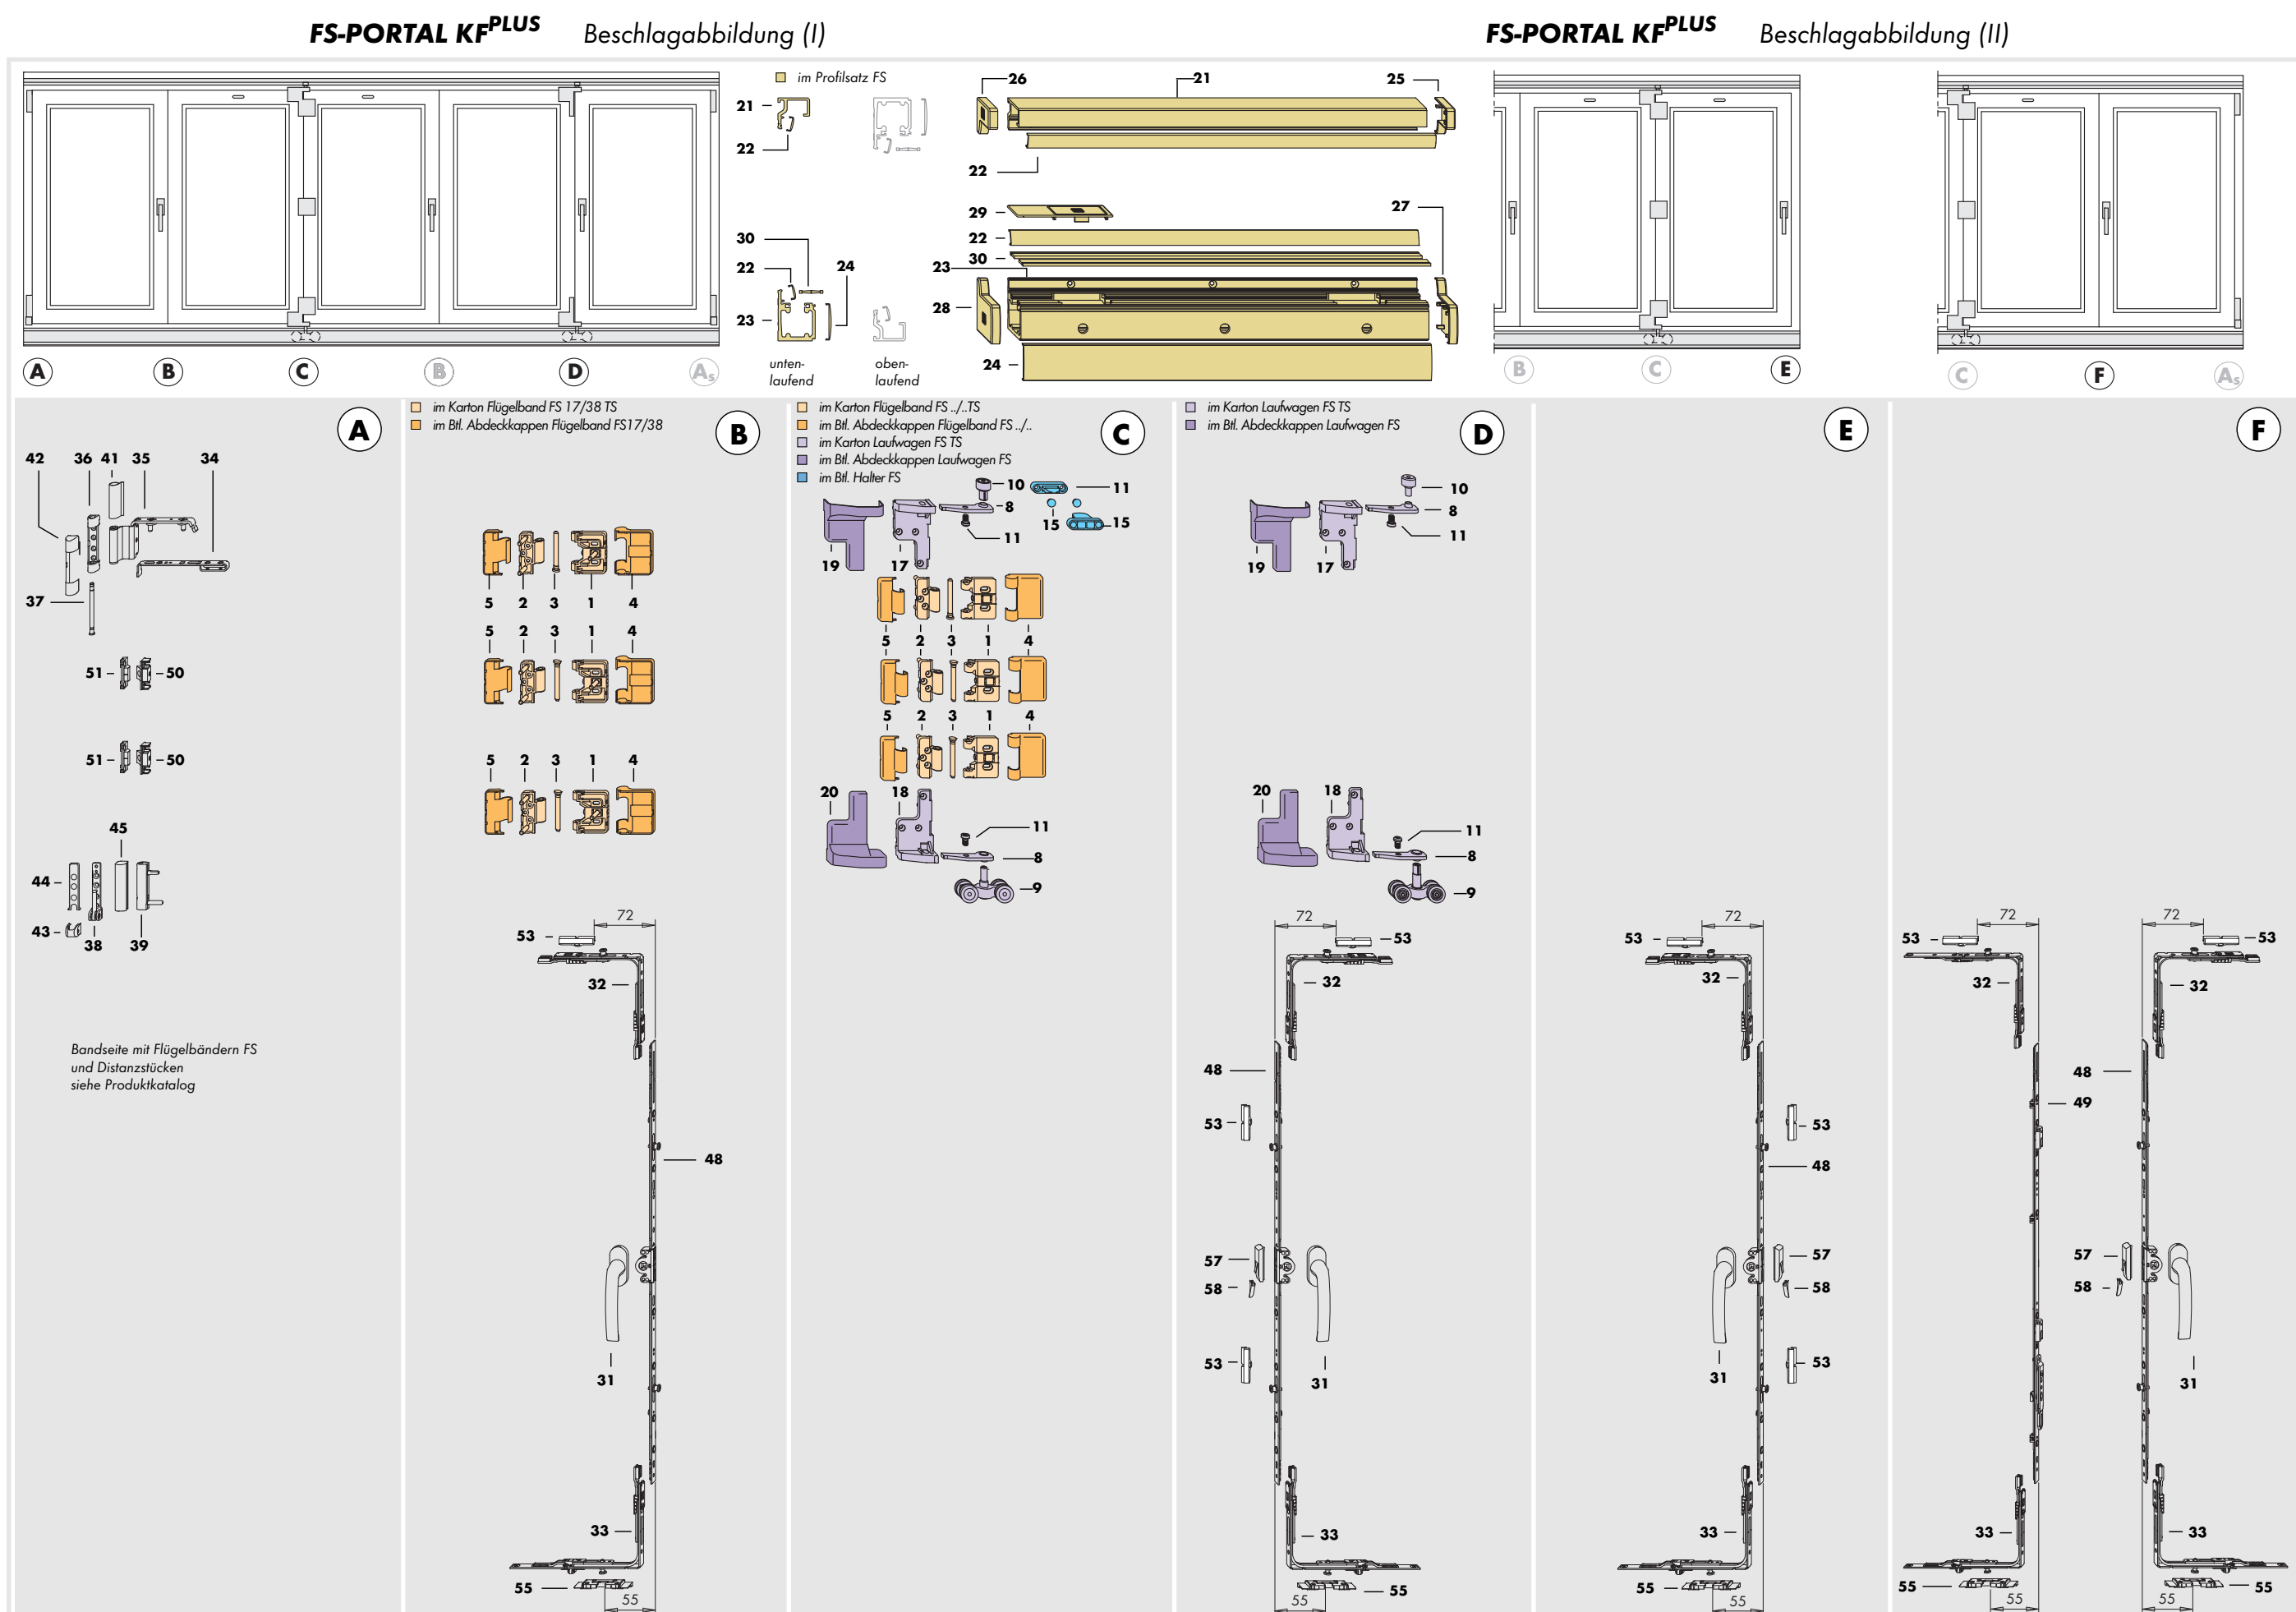 FS-PORTAL KFPLUS Beschlagabbildung (I)
FS-PORTAL KFPLUS Beschlagabbildung (II)
im Profilsatz FS
21
22
30
22
24
23
unten-
laufend
oben-
laufend
26
21
25
22
29
27
22
30
23
28
24
A
B
C
B
D
As
B
C
E
C
F
As
A
42
36
41
35
34
37
51
50
51
50
45
44
43
38
39
Bandseite mit Flügelbändern FS
und Distanzstücken
siehe Produktkatalog
im Karton Flügelband FS 17/38 TS
im Btl. Abdeckkappen Flügelband FS17/38
B
5 2 3 1 4
5 2 3 1 4
5 2 3 1 4
72
53
32
48
31
33
55
55
im Karton Flügelband FS ../..TS
im Btl. Abdeckkappen Flügelband FS ../..
im Karton Laufwagen FS TS
im Btl. Abdeckkappen Laufwagen FS
im Btl. Halter FS
C
10
11
8
15
15
11
19
17
5 2 3 1 4
5 2 3 1 4
20
18
11
8
9
im Karton Laufwagen FS TS
im Btl. Abdeckkappen Laufwagen FS
D
10
8
11
19
17
20
18
11
8
9
72
53
32
48
53
57
58
53
31
33
55
55
E
72
53
32
53
48
57
58
53
31
33
55
55
F
72
53
32
49
33
55
55
72
53
32
48
57
58
31
33
55
55